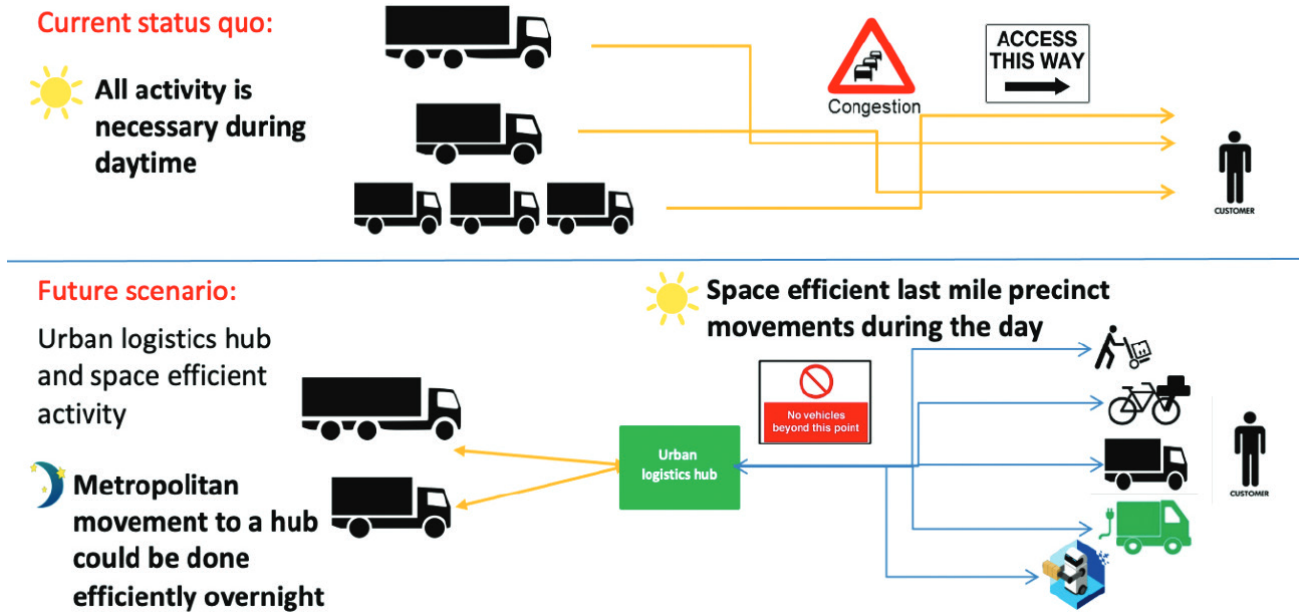 Current status quo:
All activity is
necessary during
daytime
Congestion
ACCESS
THIS WAY
CUSTOMER
Future scenario:
Urban logistics hub
and space efficient
activity
Metropolitan
movement to a hub
could be done
efficiently overnight
Space efficient last mile precinct
movements during the day
No vehicles
beyond this point
Urban
logistics hub
CUSTOMER